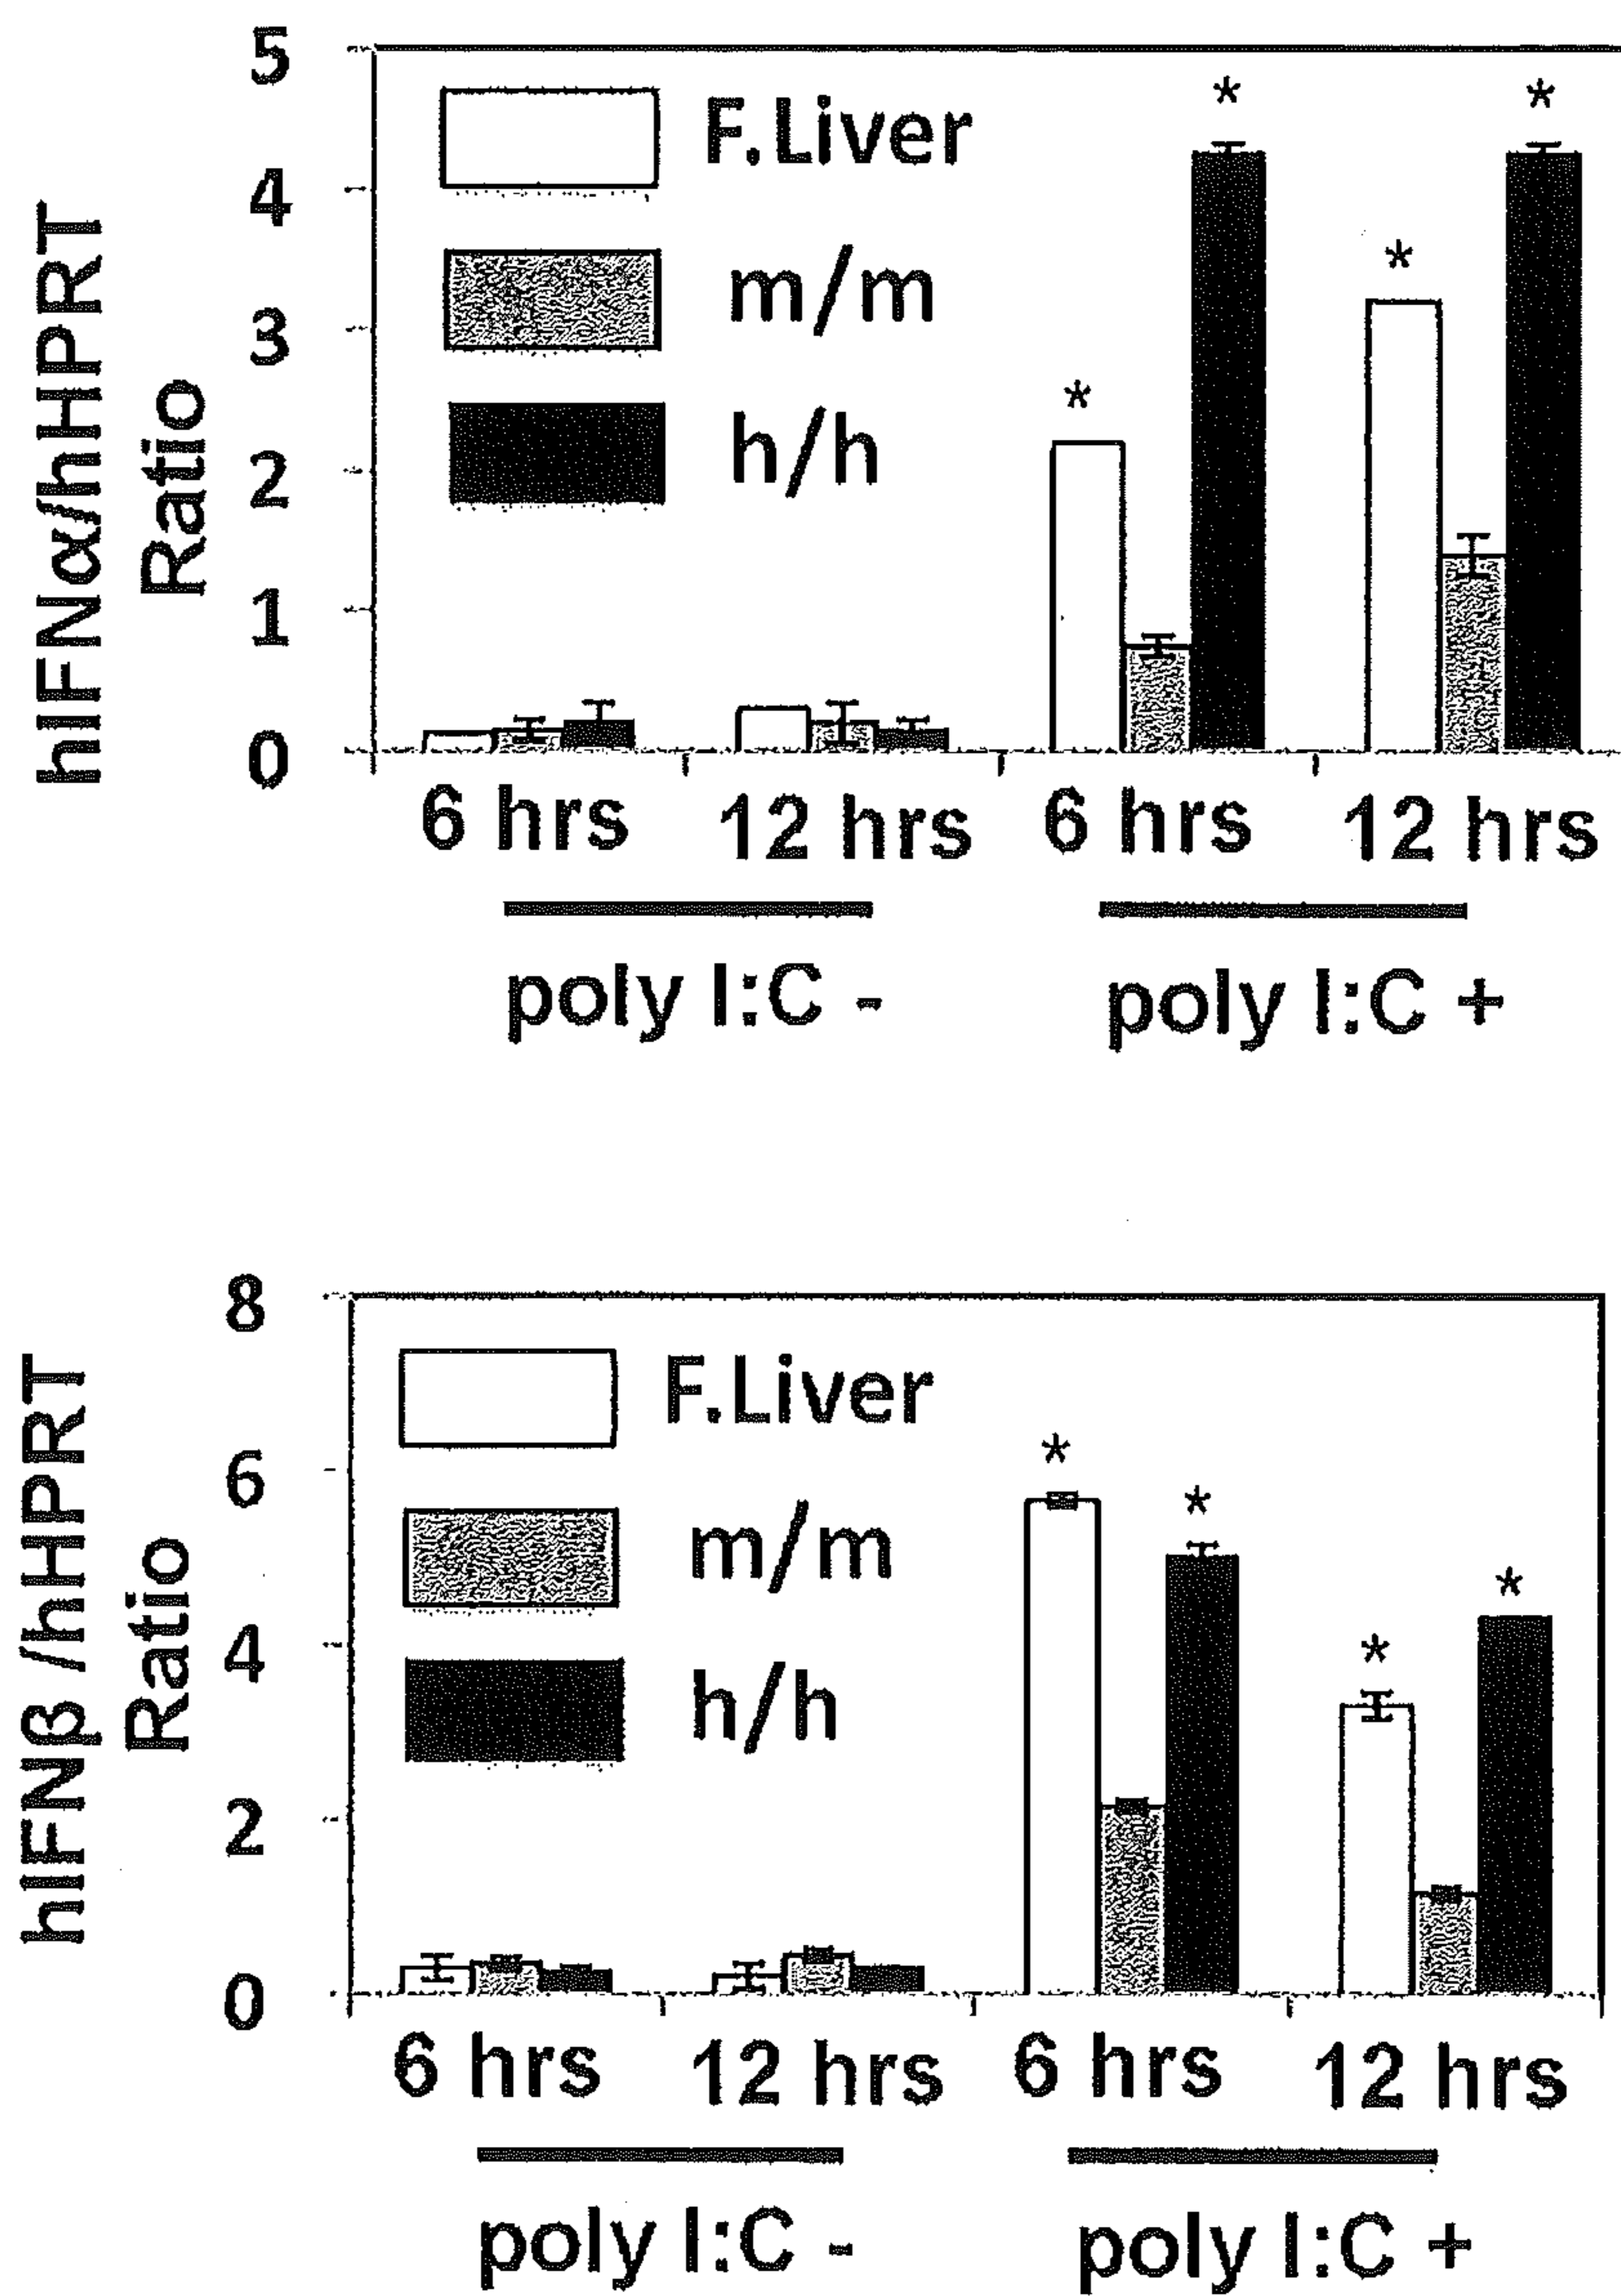 hIFNα/hHPRT
Ratio
5
4
3
2
1
0
F.Liver
m/m
h/h
*
*
*
*
6 hrs
12 hrs
6 hrs
12 hrs
poly I:C -
poly I:C +
hIFNβ /hHPRT
Ratio
8
6
4
2
0
F.Liver
m/m
h/h
*
*
*
*
6 hrs
12 hrs
6 hrs
12 hrs
poly I:C -
poly I:C +